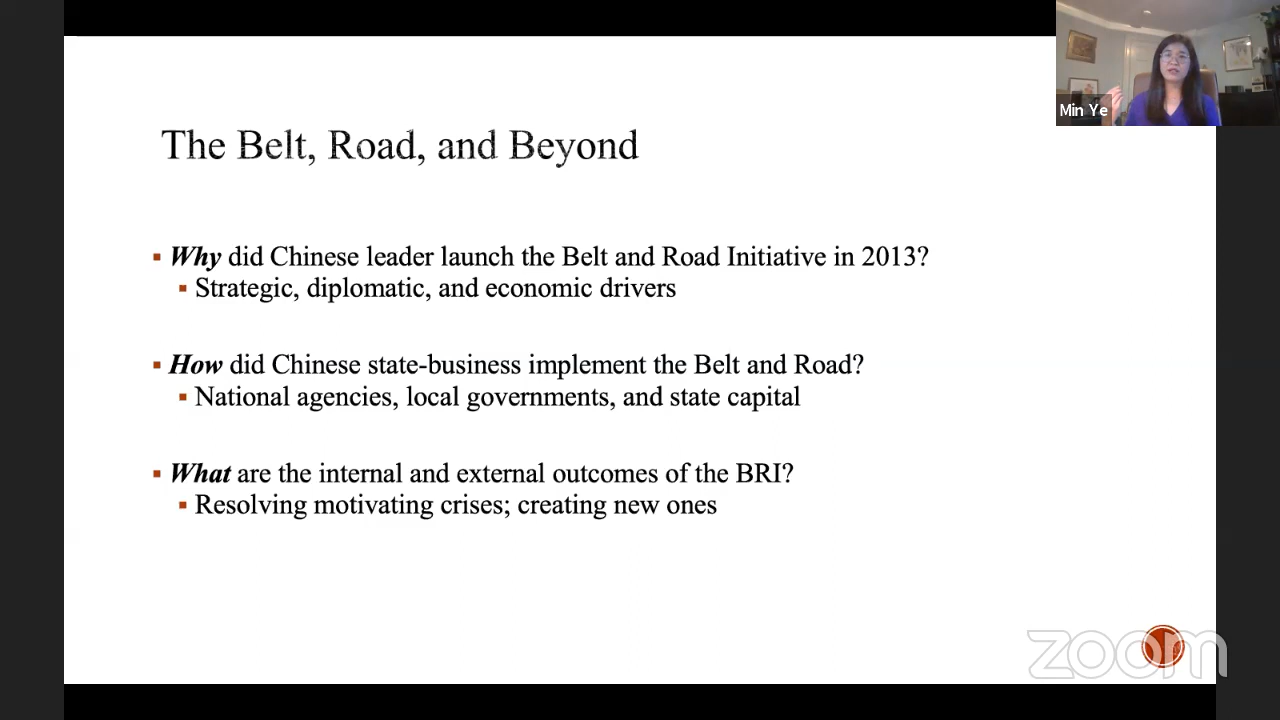 Min Ye
The Belt, Road, and Beyond
▪ Why did Chinese leader launch the Belt and Road Initiative in 2013?
▪ Strategic, diplomatic, and economic drivers
▪ How did Chinese state-business implement the Belt and Road?
▪ National agencies, local governments, and state capital
▪ What are the internal and external outcomes of the BRI?
▪ Resolving motivating crises; creating new ones
zoom